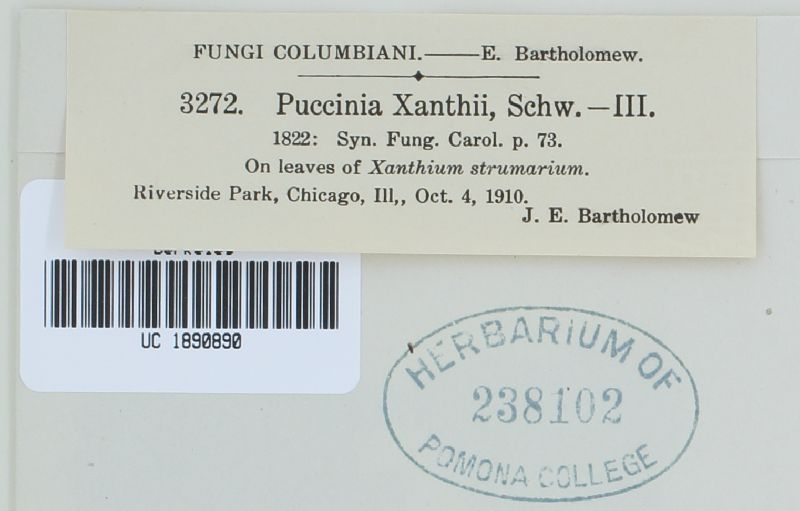 FUNGI COLUMBIANI.——E. Bartholomew.
3272. Puccinia Xanthii, Schw.—III.
1822: Syn. Fung. Carol. p. 73.
On leaves of Xanthium strumarium.
Riverside Park, Chicago, Ill,, Oct. 4, 1910.
J. E. Bartholomew
UC 1890890
HERBARIUM OF
238102
POMONA COLLEGE